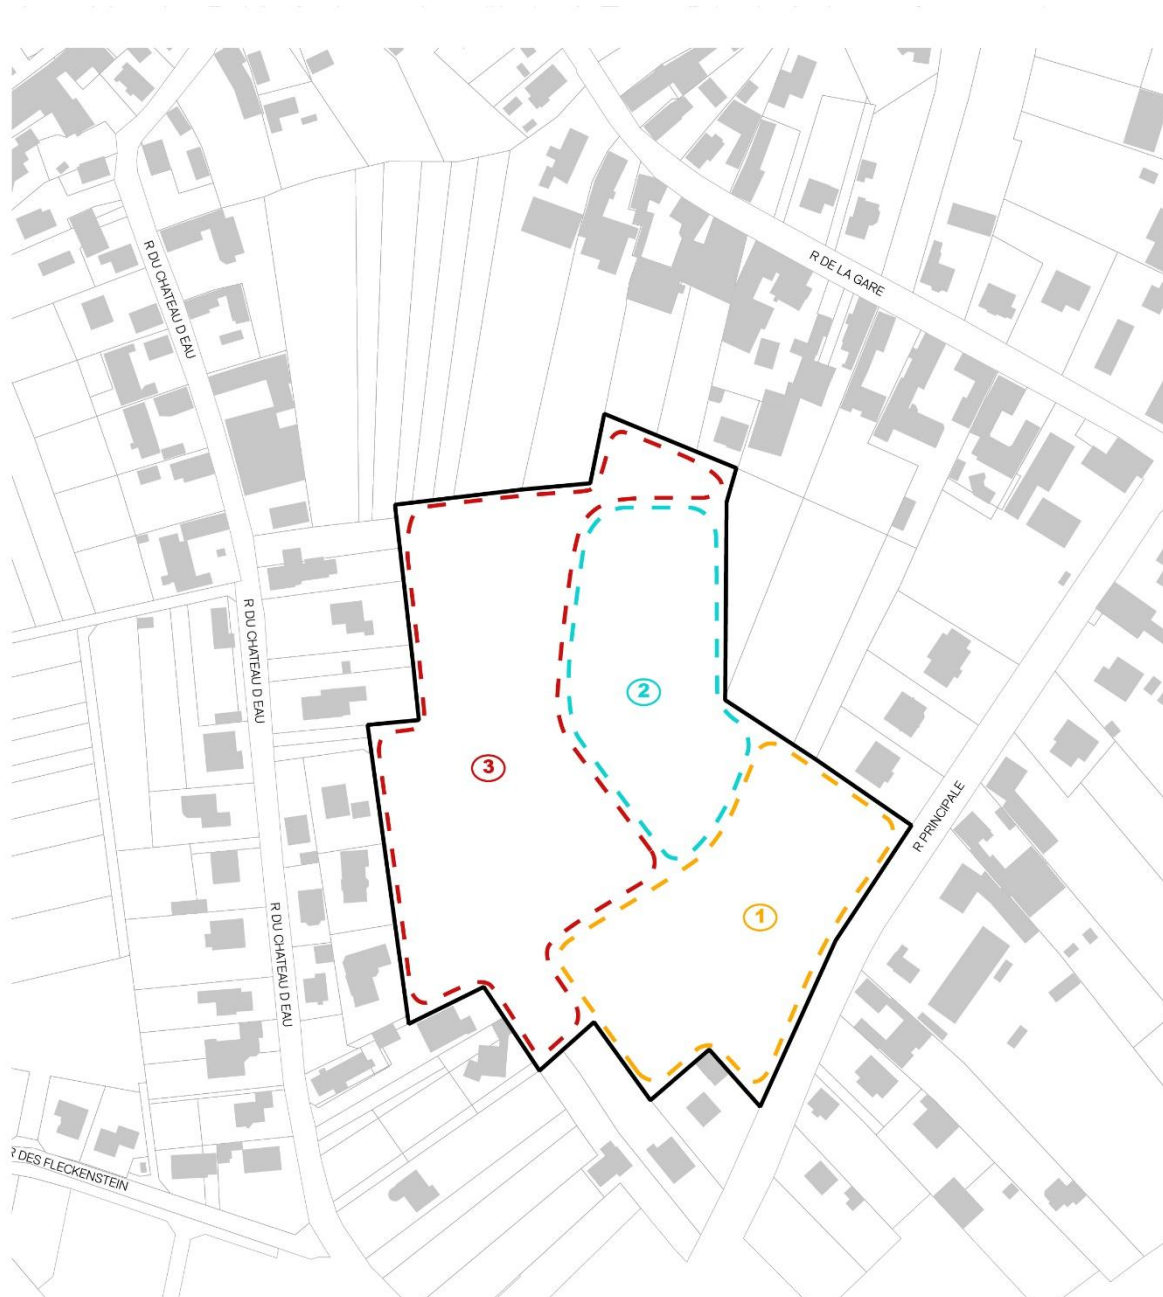 R DE LA GARE
R DU CHATEAU D EAU
R DU CHATEAU D EAU
2
3
R PRINCIPALE
1
R DU CHATEAU D EAU
R DES FLECKENSTEIN